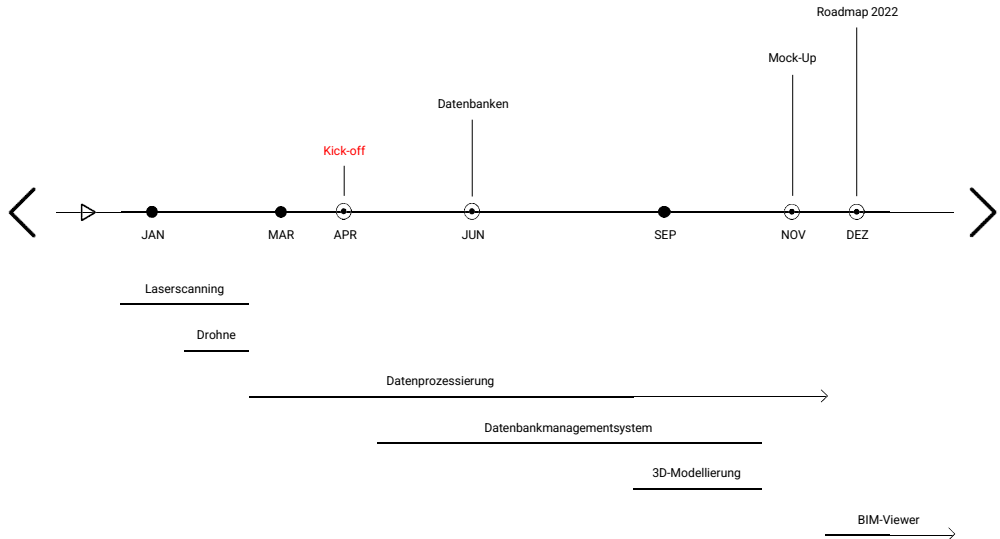 Roadmap 2022
Mock-Up
Datenbanken
Kick-off
JAN
MAR
APR
JUN
SEP
NOV
DEZ
Laserscanning
Drohne
Datenprozessierung
Datenbankmanagementsystem
3D-Modellierung
BIM-Viewer